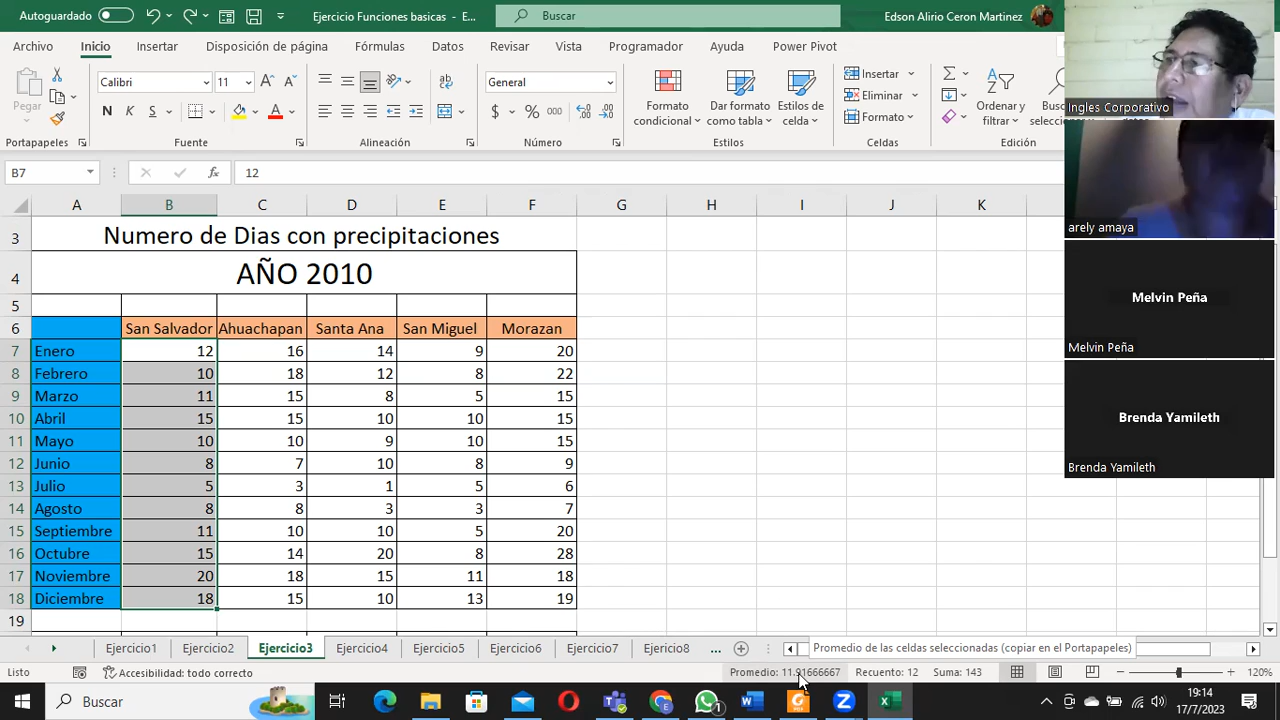 Autoguardado
Ejercicio Funciones basicas - E...
Buscar
Edson Alirio Ceron Martinez
Archivo Inicio Insertar Disposición de página Fórmulas Datos Revisar Vista Programador Ayuda Power Pivot
Pegar
Calibri 11
N K S
ab
General
$ % 000
Formato condicional
Dar formato como tabla
Estilos de celda
Insertar
Eliminar
Formato
Ordenar y filtrar
Portapapeles Fuente Alineación Número Estilos Celdas Edición
B7 fx 12
A B C D E F G H I J K
3 Numero de Dias con precipitaciones
4 AÑO 2010
5
6 San Salvador Ahuachapan Santa Ana San Miguel Morazan
7 Enero 12 16 14 9 20
8 Febrero 10 18 12 8 22
9 Marzo 11 15 8 5 15
10 Abril 15 15 10 10 15
11 Mayo 10 10 9 10 15
12 Junio 8 7 10 8 9
13 Julio 5 3 1 5 6
14 Agosto 8 8 3 3 7
15 Septiembre 11 10 10 5 20
16 Octubre 15 14 20 8 28
17 Noviembre 20 18 15 11 18
18 Diciembre 18 15 10 13 19
19
Ejercicio1 Ejercicio2 Ejercicio3 Ejercicio4 Ejercicio5 Ejercicio6 Ejercicio7 Ejericio8 ...
Promedio de las celdas seleccionadas (copiar en el Portapapeles)
Listo Accesibilidad: todo correcto Promedio: 11.91666667 Recuento: 12 Suma: 143 120%
Buscar
19:14
17/7/2023
Ingles Corporativo
arely amaya
Melvin Peña
Melvin Peña
Brenda Yamileth
Brenda Yamileth